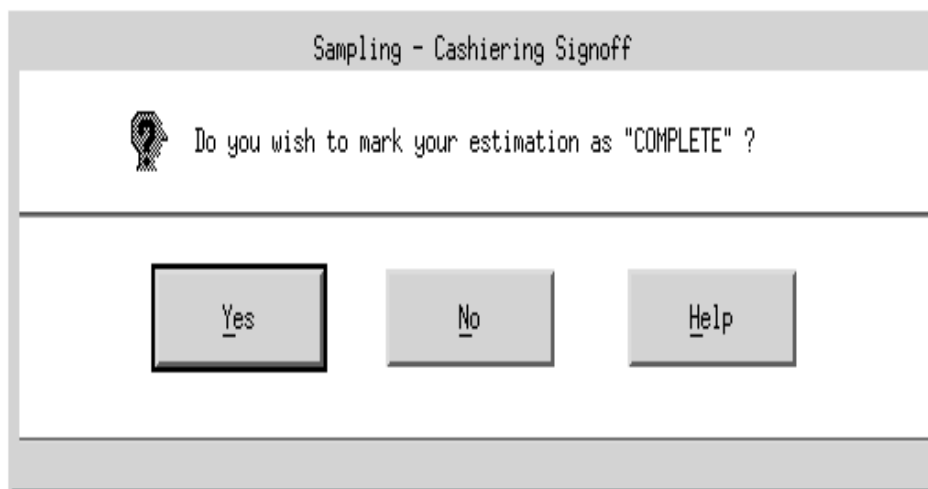 Sampling - Cashiering Signoff
Do you wish to mark your estimation as "COMPLETE" ?
Yes
No
Help